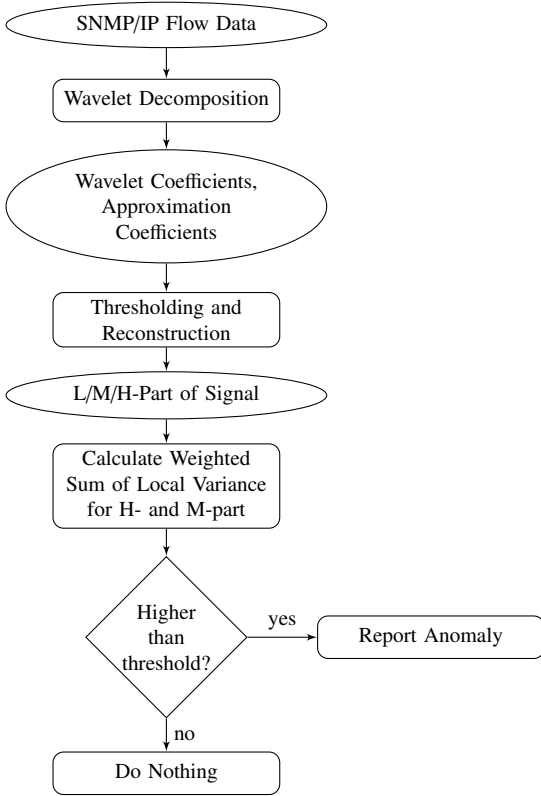 SNMP/IP Flow Data
Wavelet Decomposition
Wavelet Coefficients,
Approximation
Coefficients
Thresholding and
Reconstruction
L/M/H-Part of Signal
Calculate Weighted
Sum of Local Variance
for H- and M-part
Higher
than
threshold?
yes
Report Anomaly
no
Do Nothing